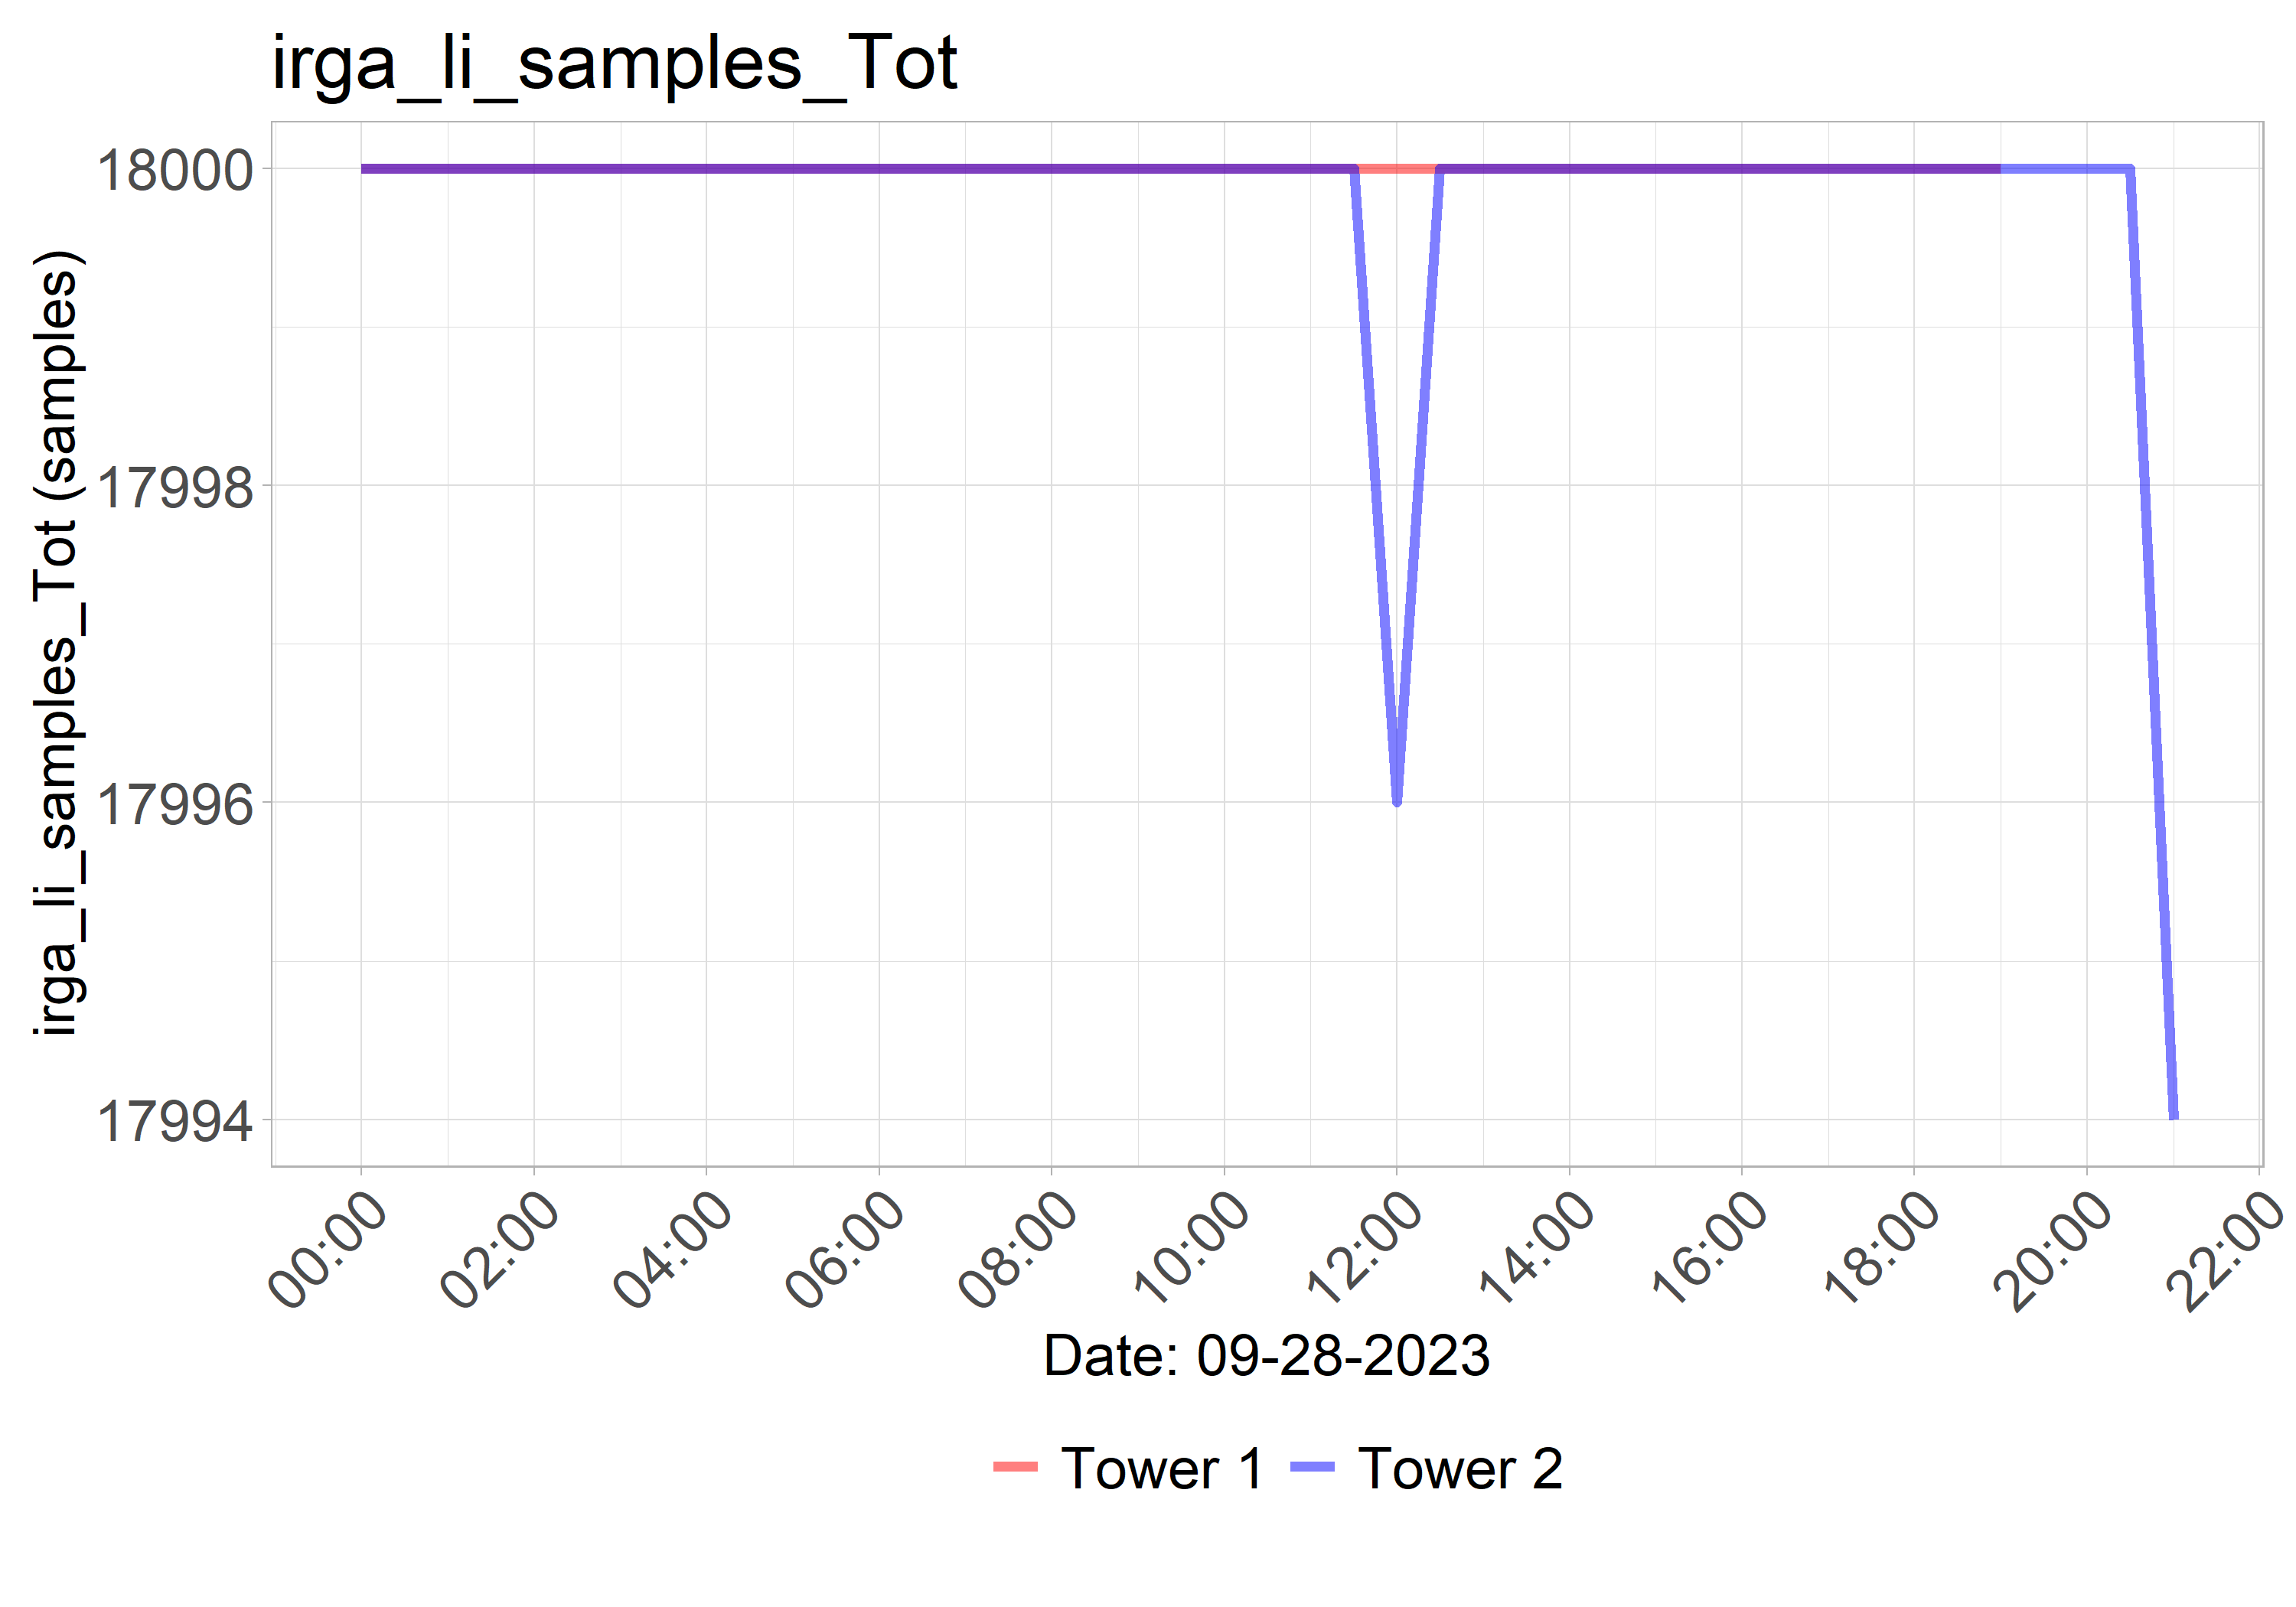 irga_li_samples_Tot
irga_li_samples_Tot (samples)
18000
17998
17996
17994
00:00 02:00 04:00 06:00 08:00 10:00 12:00 14:00 16:00 18:00 20:00 22:00
Date: 09-28-2023
Tower 1 Tower 2